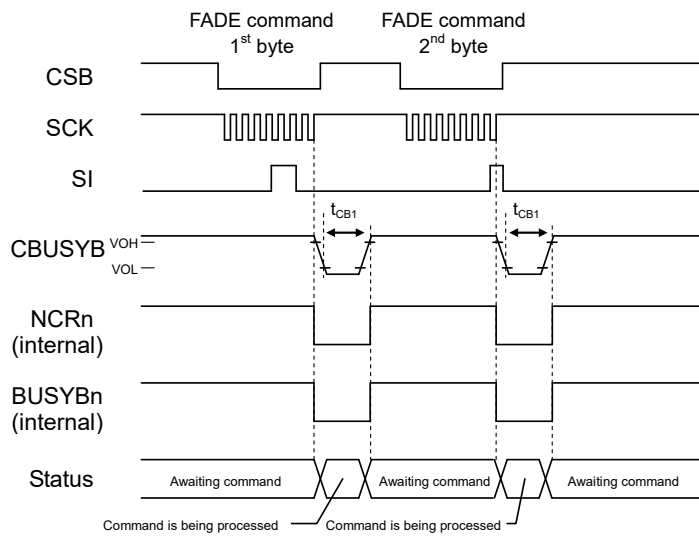 FADE command
1st byte
FADE command
2nd byte
CSB
SCK
SI
tCB1
tCB1
CBUSYB
VOH
VOL
NCRn
(internal)
BUSYBn
(internal)
Status
Awaiting command
Awaiting command
Awaiting command
Command is being processed
Command is being processed